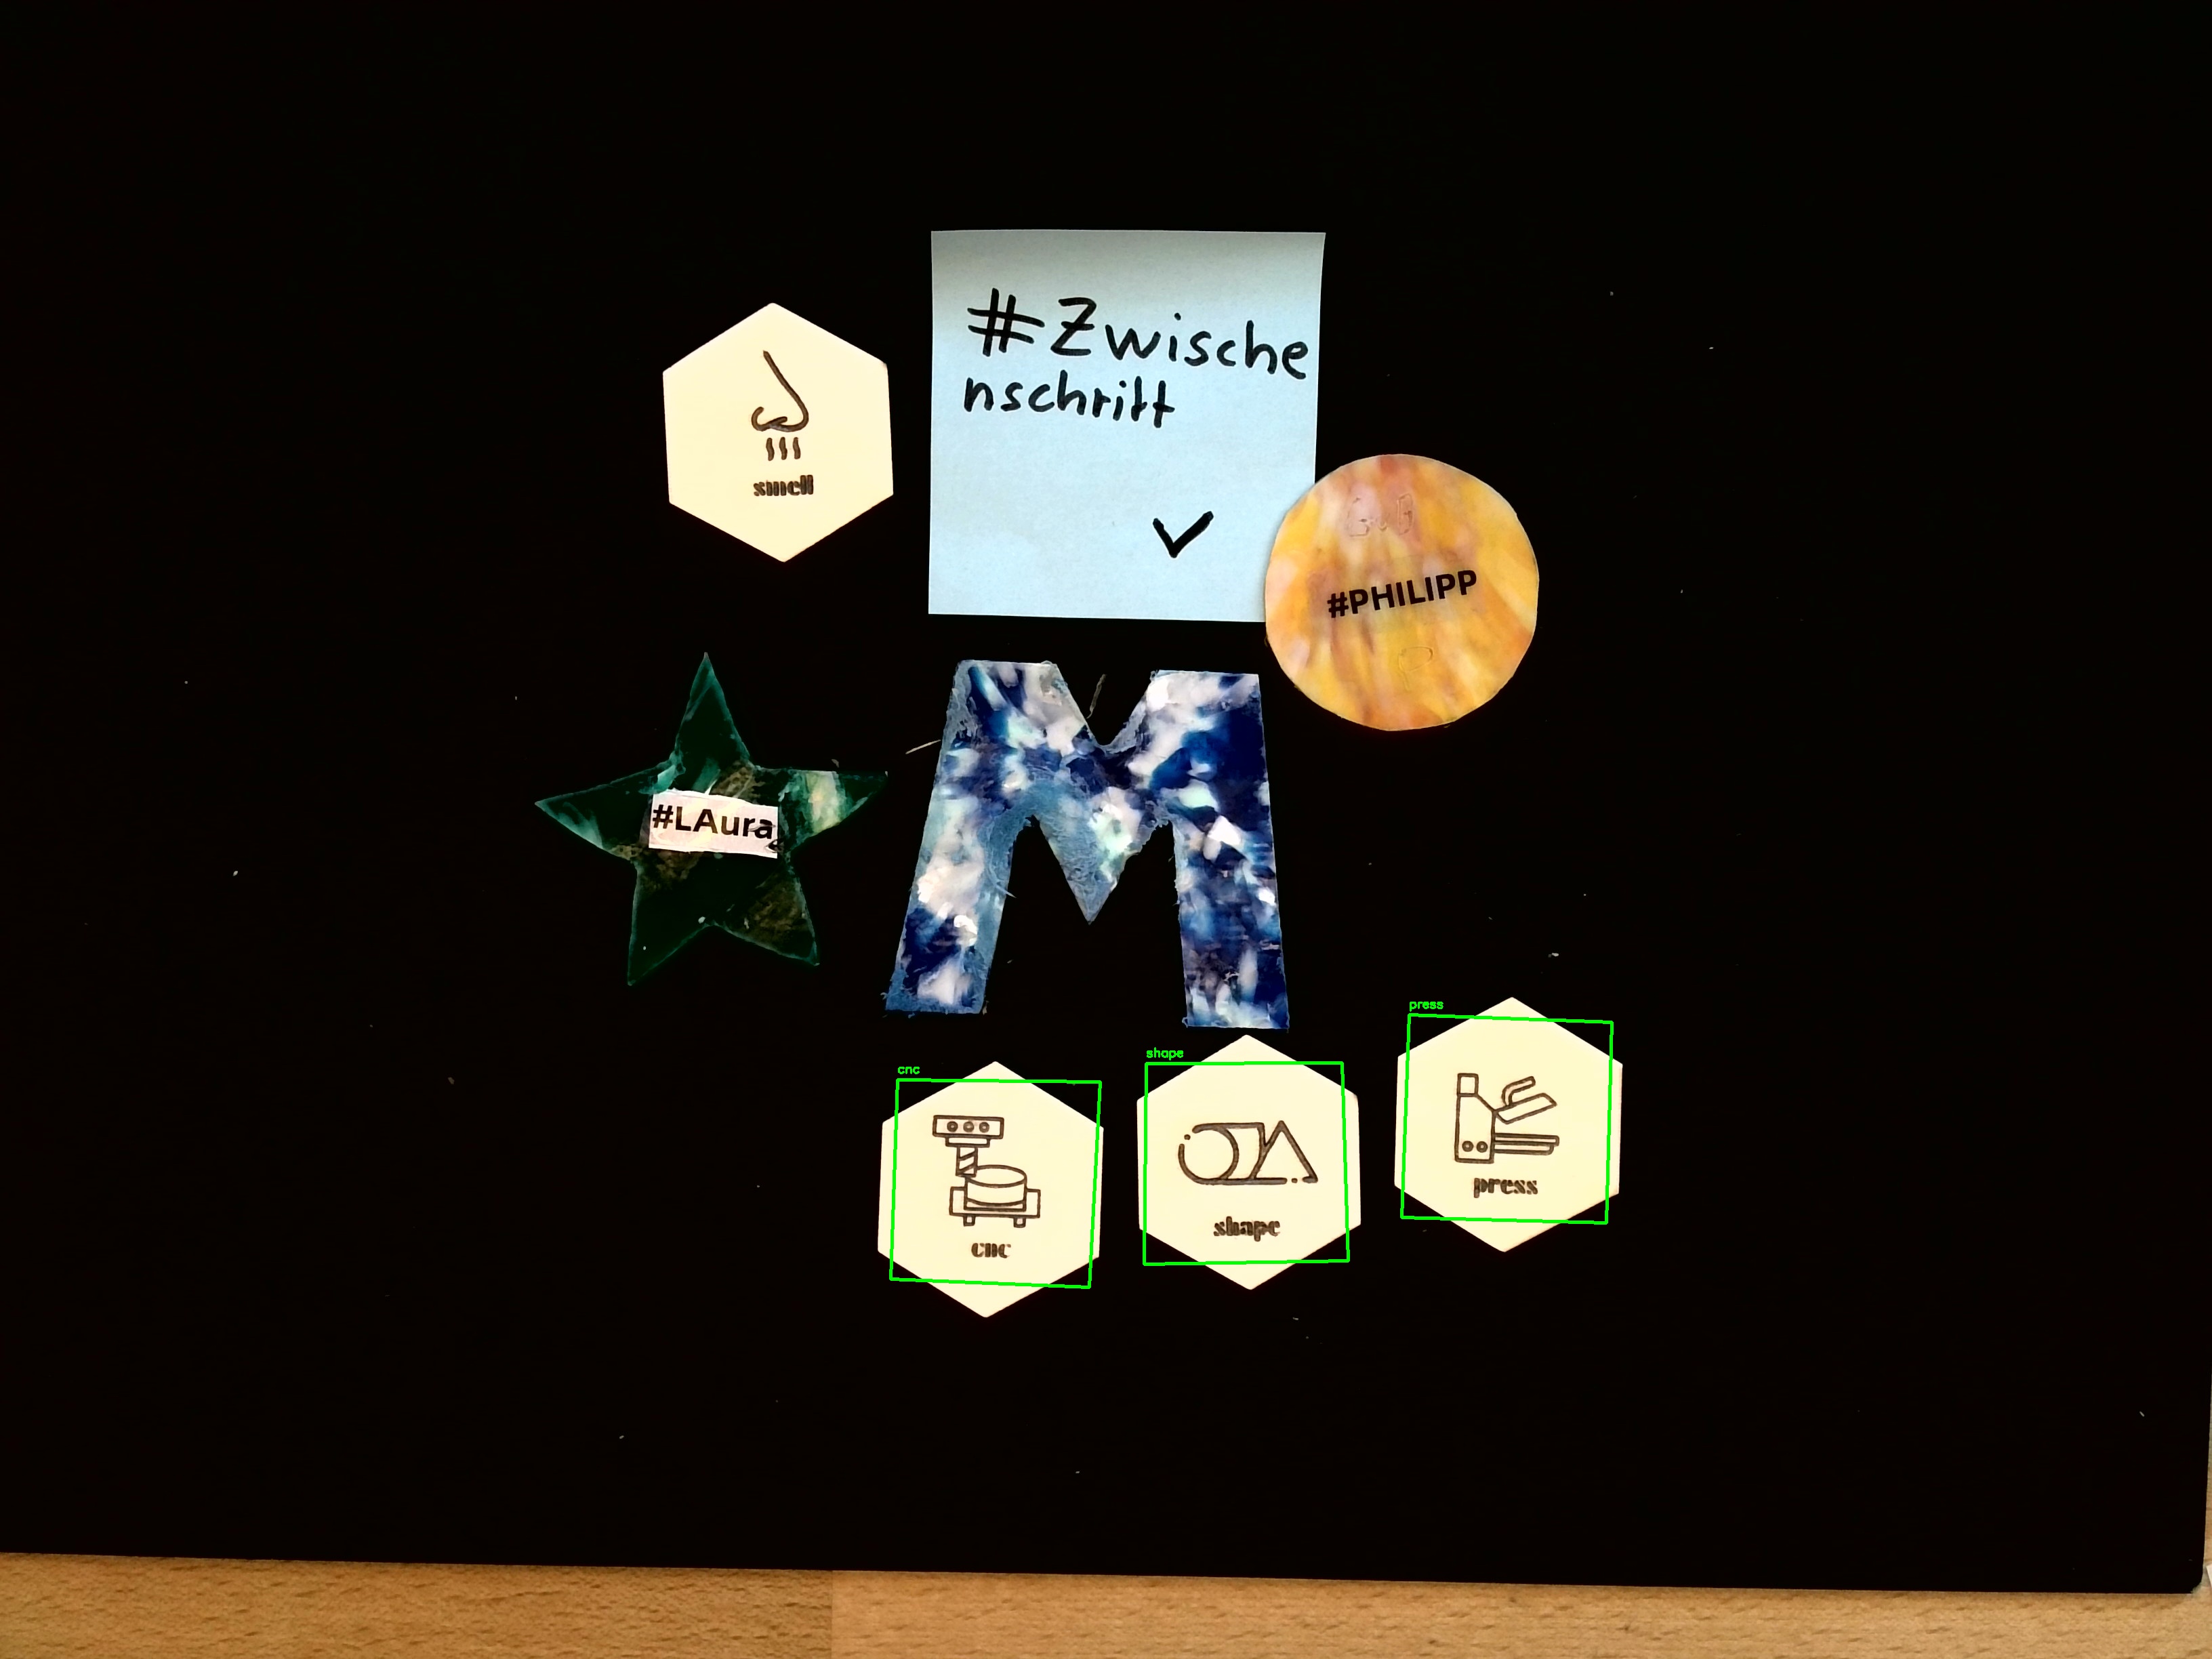 #Zwische
nschritt
✓
smell
G.B
#PHILIPP
P
#LAura
M
press
press
shape
shape
cnc
cnc